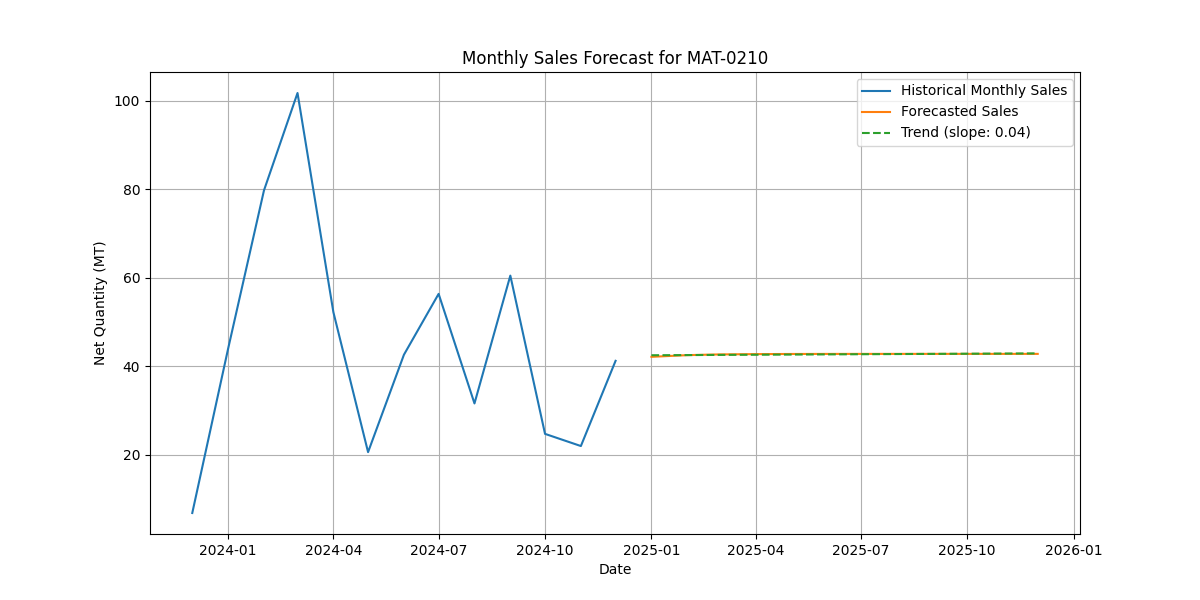 Monthly Sales Forecast for MAT-0210
Historical Monthly Sales
Forecasted Sales
Trend (slope: 0.04)
Net Quantity (MT)
100
80
60
40
20
2024-01 2024-04 2024-07 2024-10 2025-01 2025-04 2025-07 2025-10 2026-01
Date